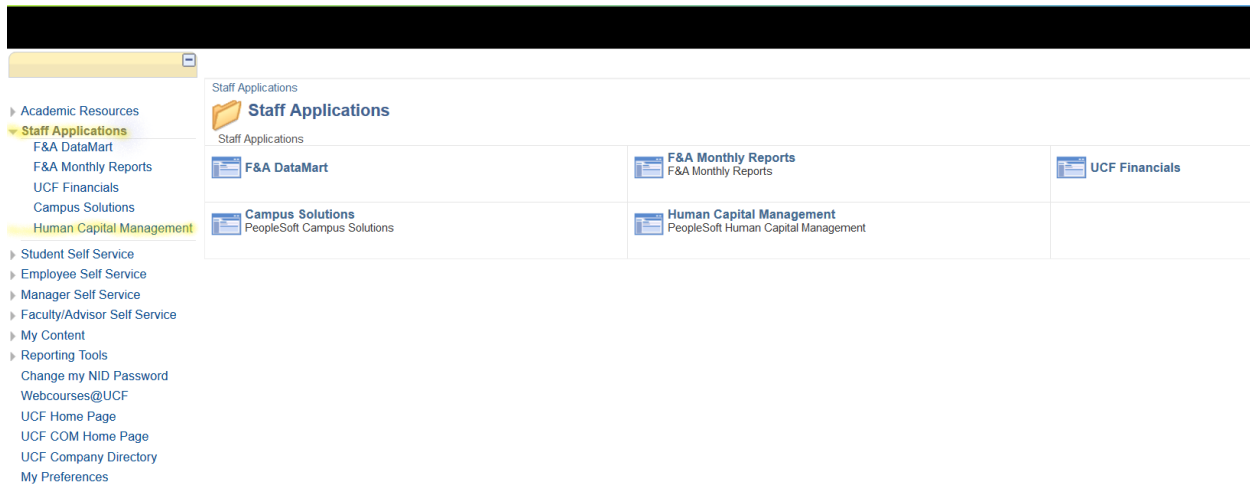 Academic Resources
Staff Applications
F&A DataMart
F&A Monthly Reports
UCF Financials
Campus Solutions
Human Capital Management
Student Self Service
Employee Self Service
Manager Self Service
Faculty/Advisor Self Service
My Content
Reporting Tools
Change my NID Password
Webcourses@UCF
UCF Home Page
UCF COM Home Page
UCF Company Directory
My Preferences
Staff Applications
Staff Applications
Staff Applications
F&A DataMart
F&A Monthly Reports
F&A Monthly Reports
UCF Financials
Campus Solutions
PeopleSoft Campus Solutions
Human Capital Management
PeopleSoft Human Capital Management